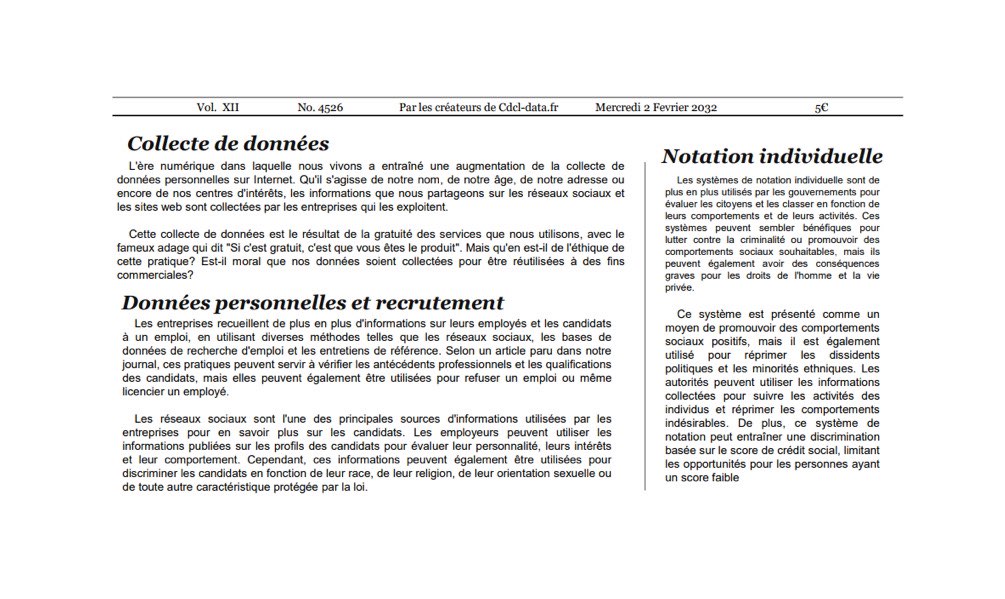 Vol. XII No. 4526 Par les créateurs de Cdcl-data.fr Mercredi 2 Fevrier 2032 5€
Collecte de données
L'ère numérique dans laquelle nous vivons a entraîné une augmentation de la collecte de
données personnelles sur Internet. Qu'il s'agisse de notre nom, de notre âge, de notre adresse ou
encore de nos centres d'intérêts, les informations que nous partageons sur les réseaux sociaux et
les sites web sont collectées par les entreprises qui les exploitent.
Cette collecte de données est le résultat de la gratuité des services que nous utilisons, avec le
fameux adage qui dit "Si c'est gratuit, c'est que vous êtes le produit". Mais qu'en est-il de l'éthique de
cette pratique? Est-il moral que nos données soient collectées pour être réutilisées à des fins
commerciales?
Données personnelles et recrutement
Les entreprises recueillent de plus en plus d'informations sur leurs employés et les candidats
à un emploi, en utilisant diverses méthodes telles que les réseaux sociaux, les bases de
données de recherche d'emploi et les entretiens de référence. Selon un article paru dans notre
journal, ces pratiques peuvent servir à vérifier les antécédents professionnels et les qualifications
des candidats, mais elles peuvent également être utilisées pour refuser un emploi ou même
licencier un employé.
Les réseaux sociaux sont l'une des principales sources d'informations utilisées par les
entreprises pour en savoir plus sur les candidats. Les employeurs peuvent utiliser les
informations publiées sur les profils des candidats pour évaluer leur personnalité, leurs intérêts
et leur comportement. Cependant, ces informations peuvent également être utilisées pour
discriminer les candidats en fonction de leur race, de leur religion, de leur orientation sexuelle ou
de toute autre caractéristique protégée par la loi.
Notation individuelle
Les systèmes de notation individuelle sont de
plus en plus utilisés par les gouvernements pour
évaluer les citoyens et les classer en fonction de
leurs comportements et de leurs activités. Ces
systèmes peuvent sembler bénéfiques pour
lutter contre la criminalité ou promouvoir des
comportements sociaux souhaitables, mais ils
peuvent également avoir des conséquences
graves pour les droits de l'homme et la vie
privée.
Ce système est présenté comme un
moyen de promouvoir des comportements
sociaux positifs, mais il est également
utilisé pour réprimer les dissidents
politiques et les minorités ethniques. Les
autorités peuvent utiliser les informations
collectées pour suivre les activités des
individus et réprimer les comportements
indésirables. De plus, ce système de
notation peut entraîner une discrimination
basée sur le score de crédit social, limitant
les opportunités pour les personnes ayant
un score faible